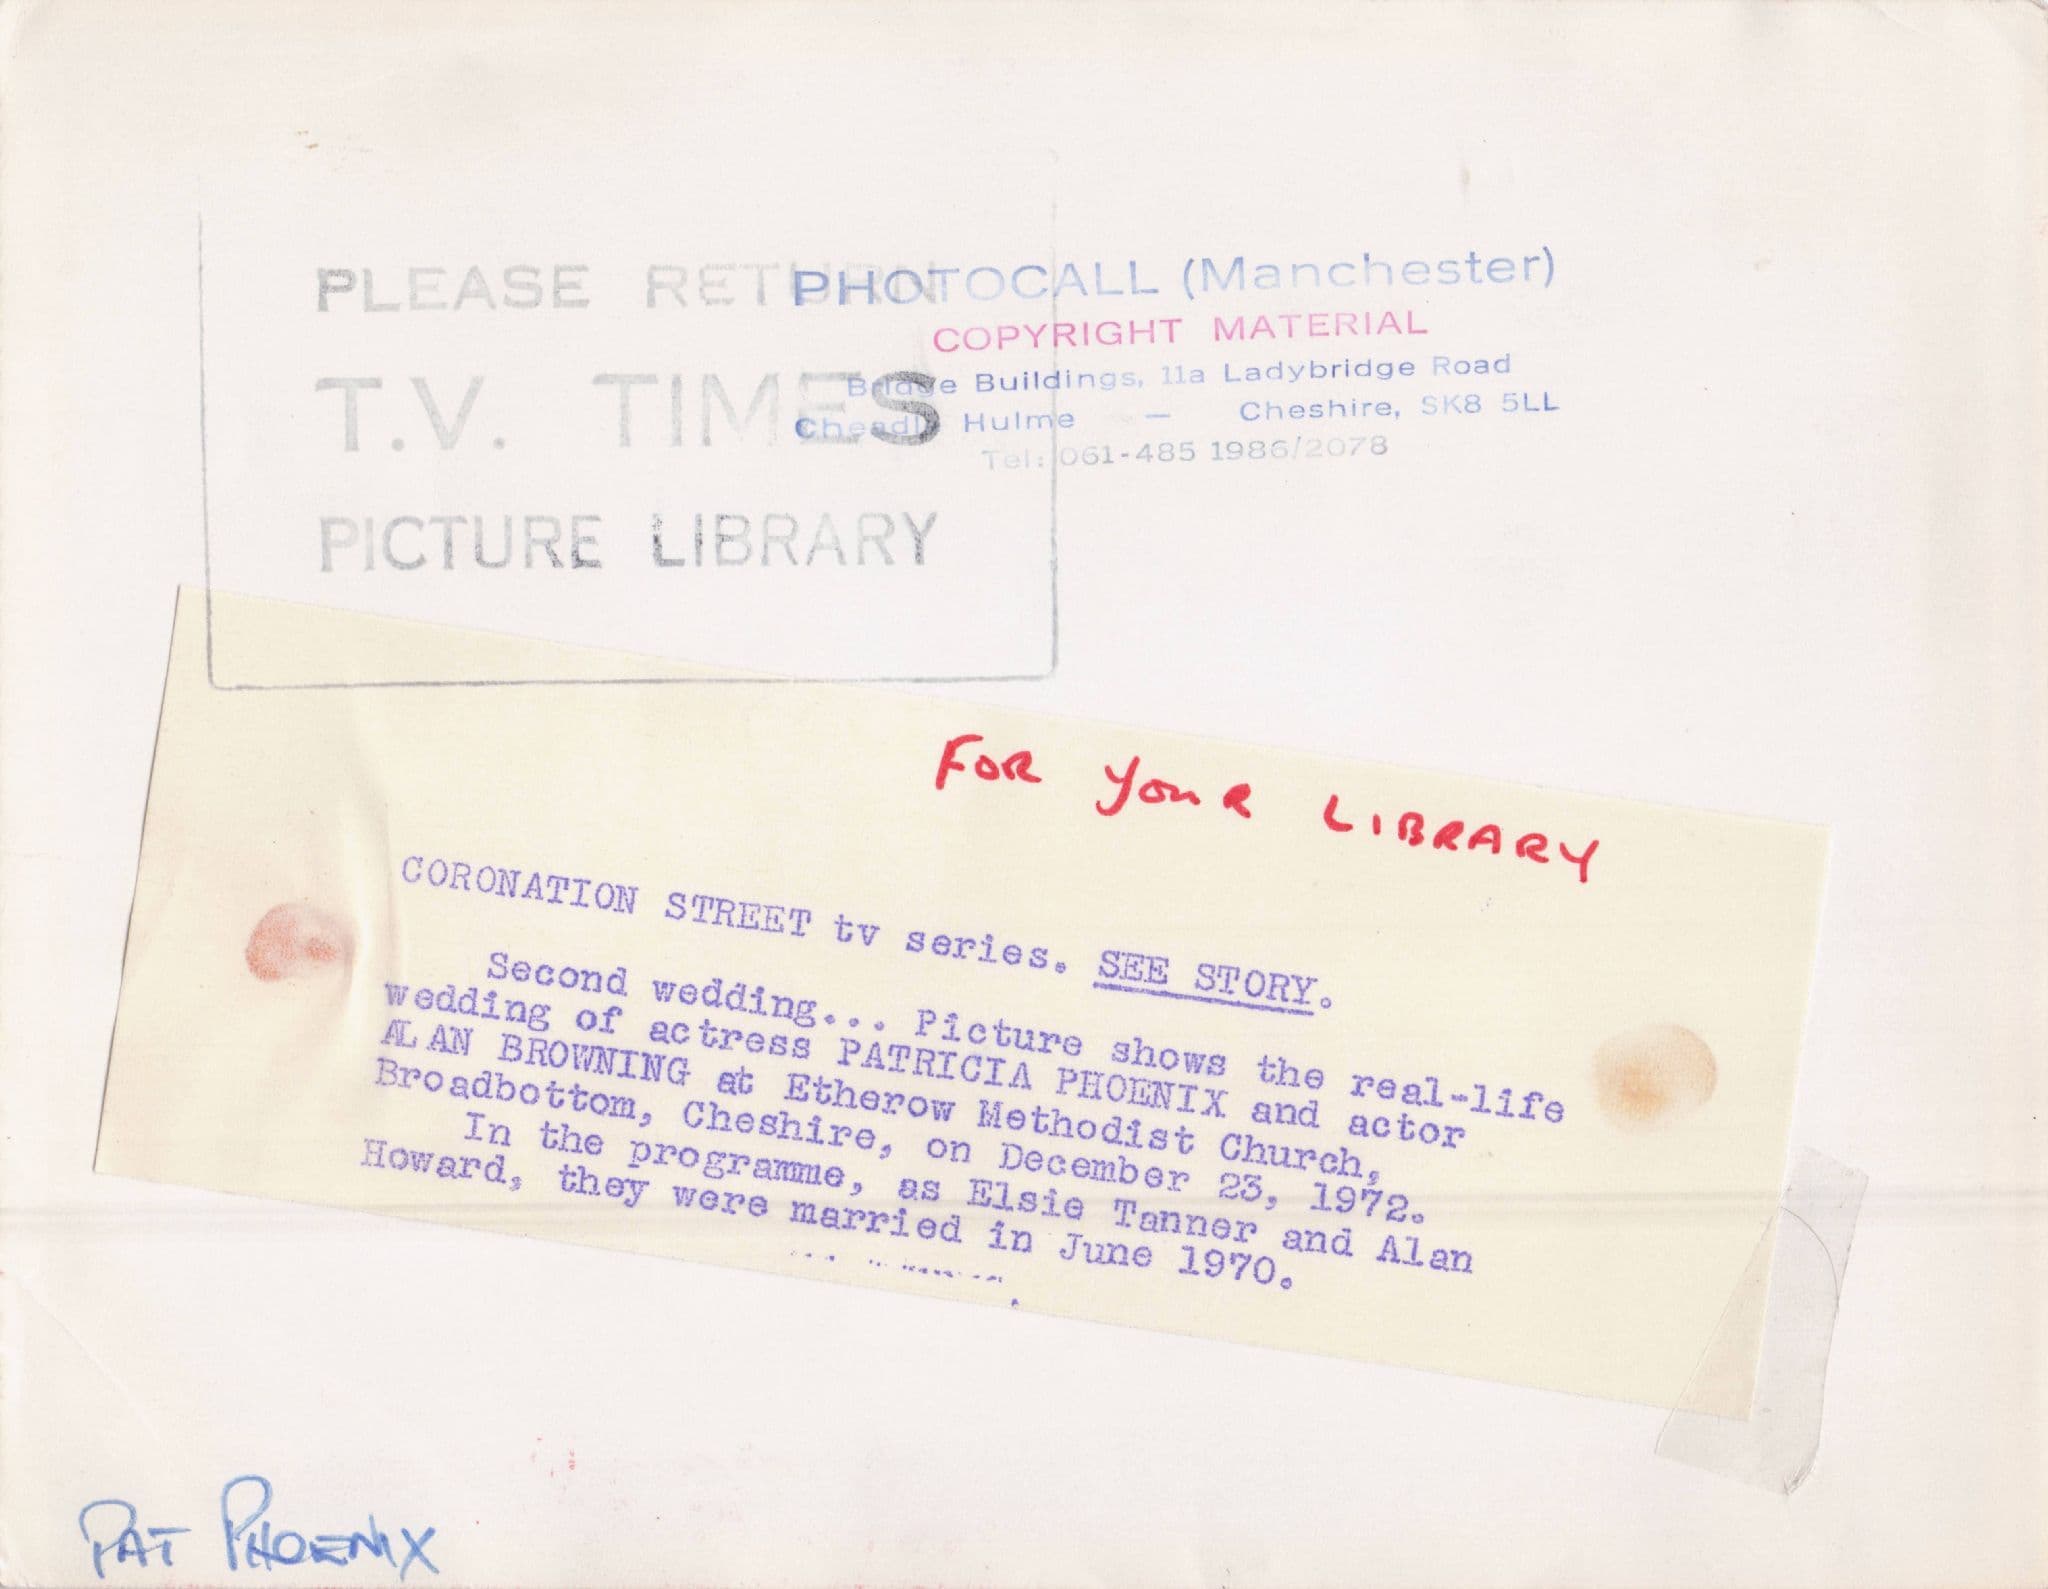 PLEASE RETURN
T.V. TIMES
PICTURE LIBRARY
PHOTOCALL (Manchester)
COPYRIGHT MATERIAL
Bridge Buildings, 11a Ladybridge Road
Cheadle Hulme — Cheshire, SK8 5LL
Tel: 061-485 1986/2078
FOR YOUR LIBRARY
CORONATION STREET tv series. SEE STORY.
Second wedding... Picture shows the real-life
wedding of actress PATRICIA PHOENIX and actor
ALAN BROWNING at Etherow Methodist Church,
Broadbottom, Cheshire, on December 23, 1972.
In the programme, as Elsie Tanner and Alan
Howard, they were married in June 1970.
PAT PHOENIX